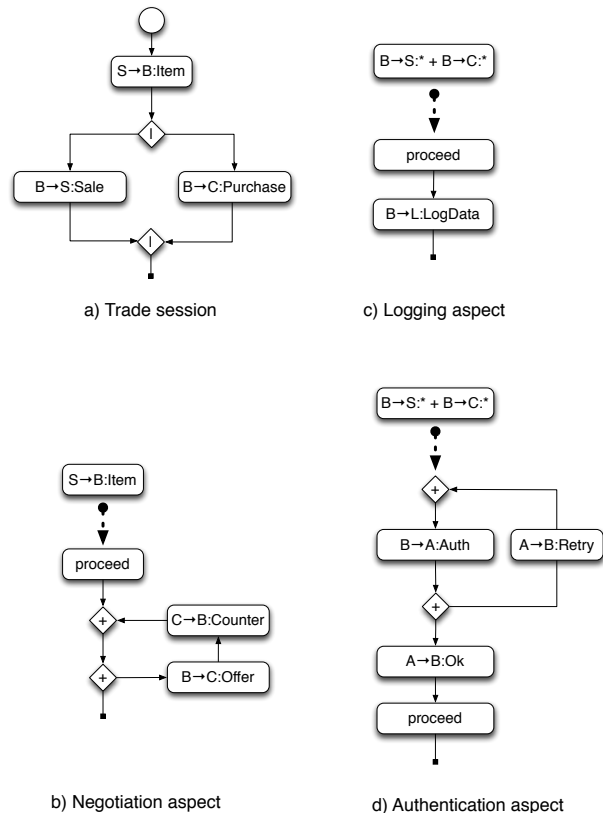 S→B:Item
|
B→S:Sale
B→C:Purchase
|
a) Trade session
B→S:* + B→C:*
proceed
B→L:LogData
c) Logging aspect
S→B:Item
proceed
+
C→B:Counter
+
B→C:Offer
b) Negotiation aspect
B→S:* + B→C:*
+
B→A:Auth
A→B:Retry
+
A→B:Ok
proceed
d) Authentication aspect